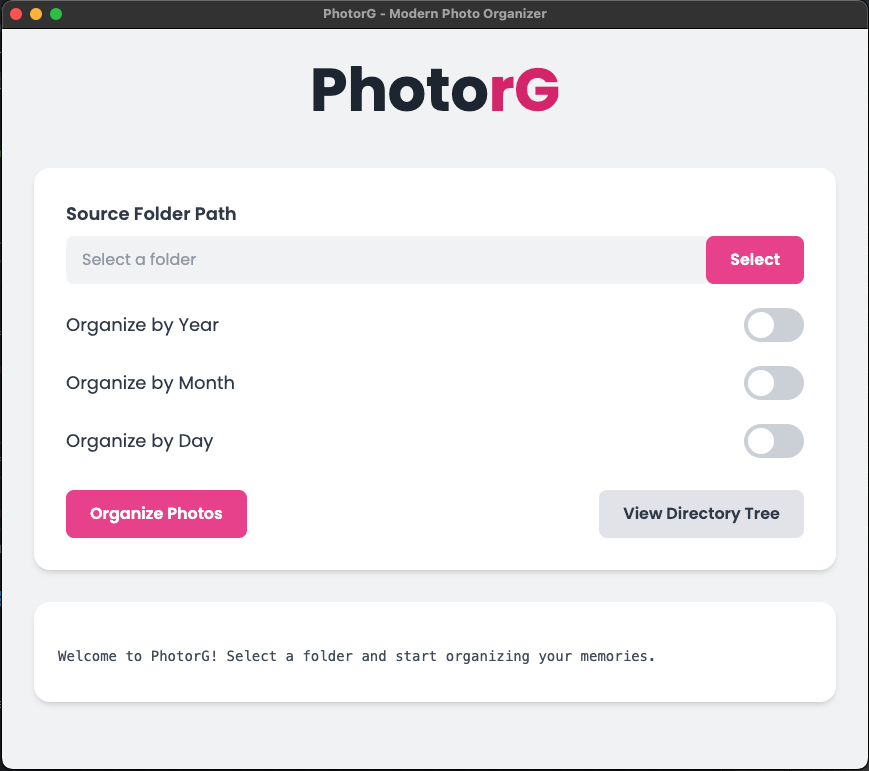 PhotorG - Modern Photo Organizer
PhotorG
Source Folder Path
Select a folder
Select
Organize by Year
Organize by Month
Organize by Day
Organize Photos
View Directory Tree
Welcome to PhotorG! Select a folder and start organizing your memories.